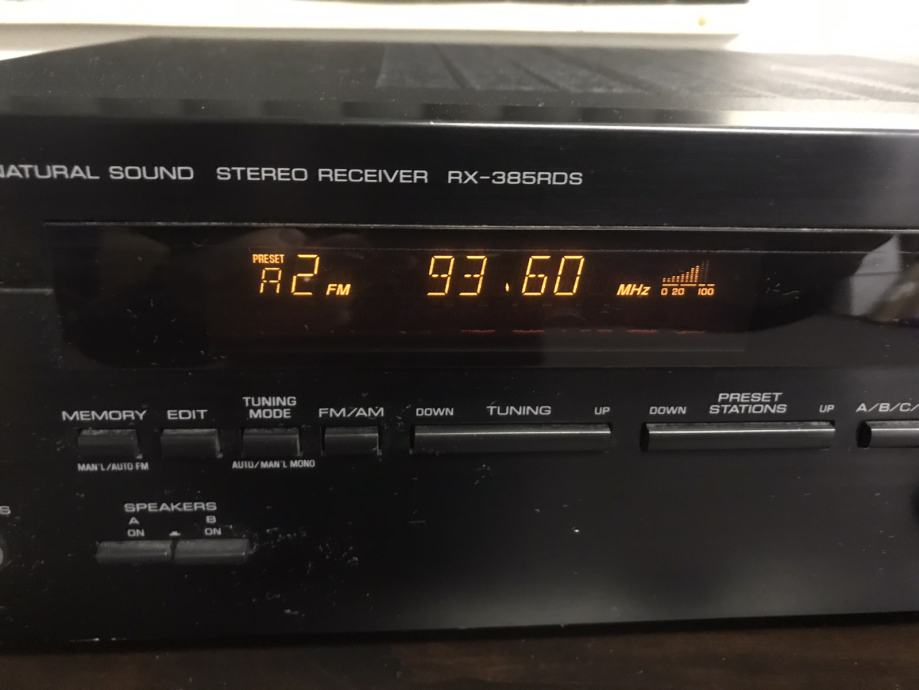 NATURAL SOUND STEREO RECEIVER RX-385RDS
PRESET
A2 FM 93.60 MHz
0 20 100
MEMORY EDIT TUNING MODE FM/AM DOWN TUNING UP DOWN PRESET STATIONS UP A/B/C/
MAN'L/AUTO FM AUTO/MAN'L MONO
SPEAKERS
A B
ON ON